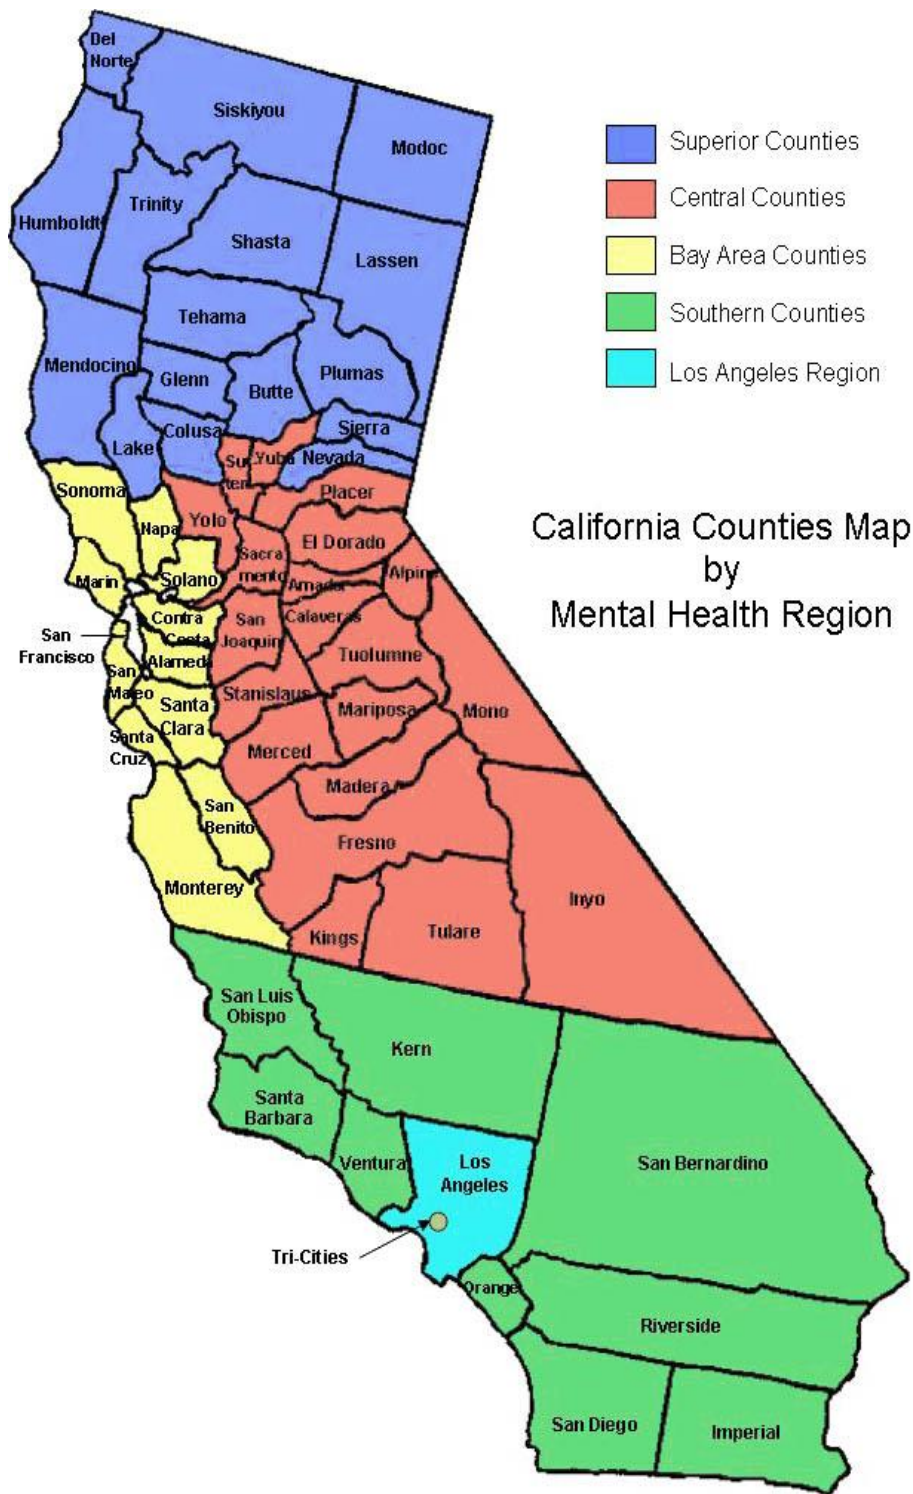 Del
Norte
Siskiyou
Modoc
Humboldt
Trinity
Shasta
Lassen
Tehama
Mendocino
Glenn
Butte
Plumas
Lake
Colusa
Sierra
Sut
ter
Yuba
Nevada
Sonoma
Napa
Yolo
Placer
El Dorado
Sacra
mento
Alpine
Amador
Marin
Solano
Contra
Costa
Calaveras
San
Joaquin
San
Francisco
Alameda
Tuolumne
San
Mateo
Santa
Clara
Stanislaus
Mariposa
Mono
Santa
Cruz
Merced
Madera
San
Benito
Fresno
Monterey
Kings
Tulare
Inyo
San Luis
Obispo
Kern
Santa
Barbara
Ventura
Los
Angeles
San Bernardino
Tri-Cities
Orange
Riverside
San Diego
Imperial
Superior Counties
Central Counties
Bay Area Counties
Southern Counties
Los Angeles Region
California Counties Map
by
Mental Health Region